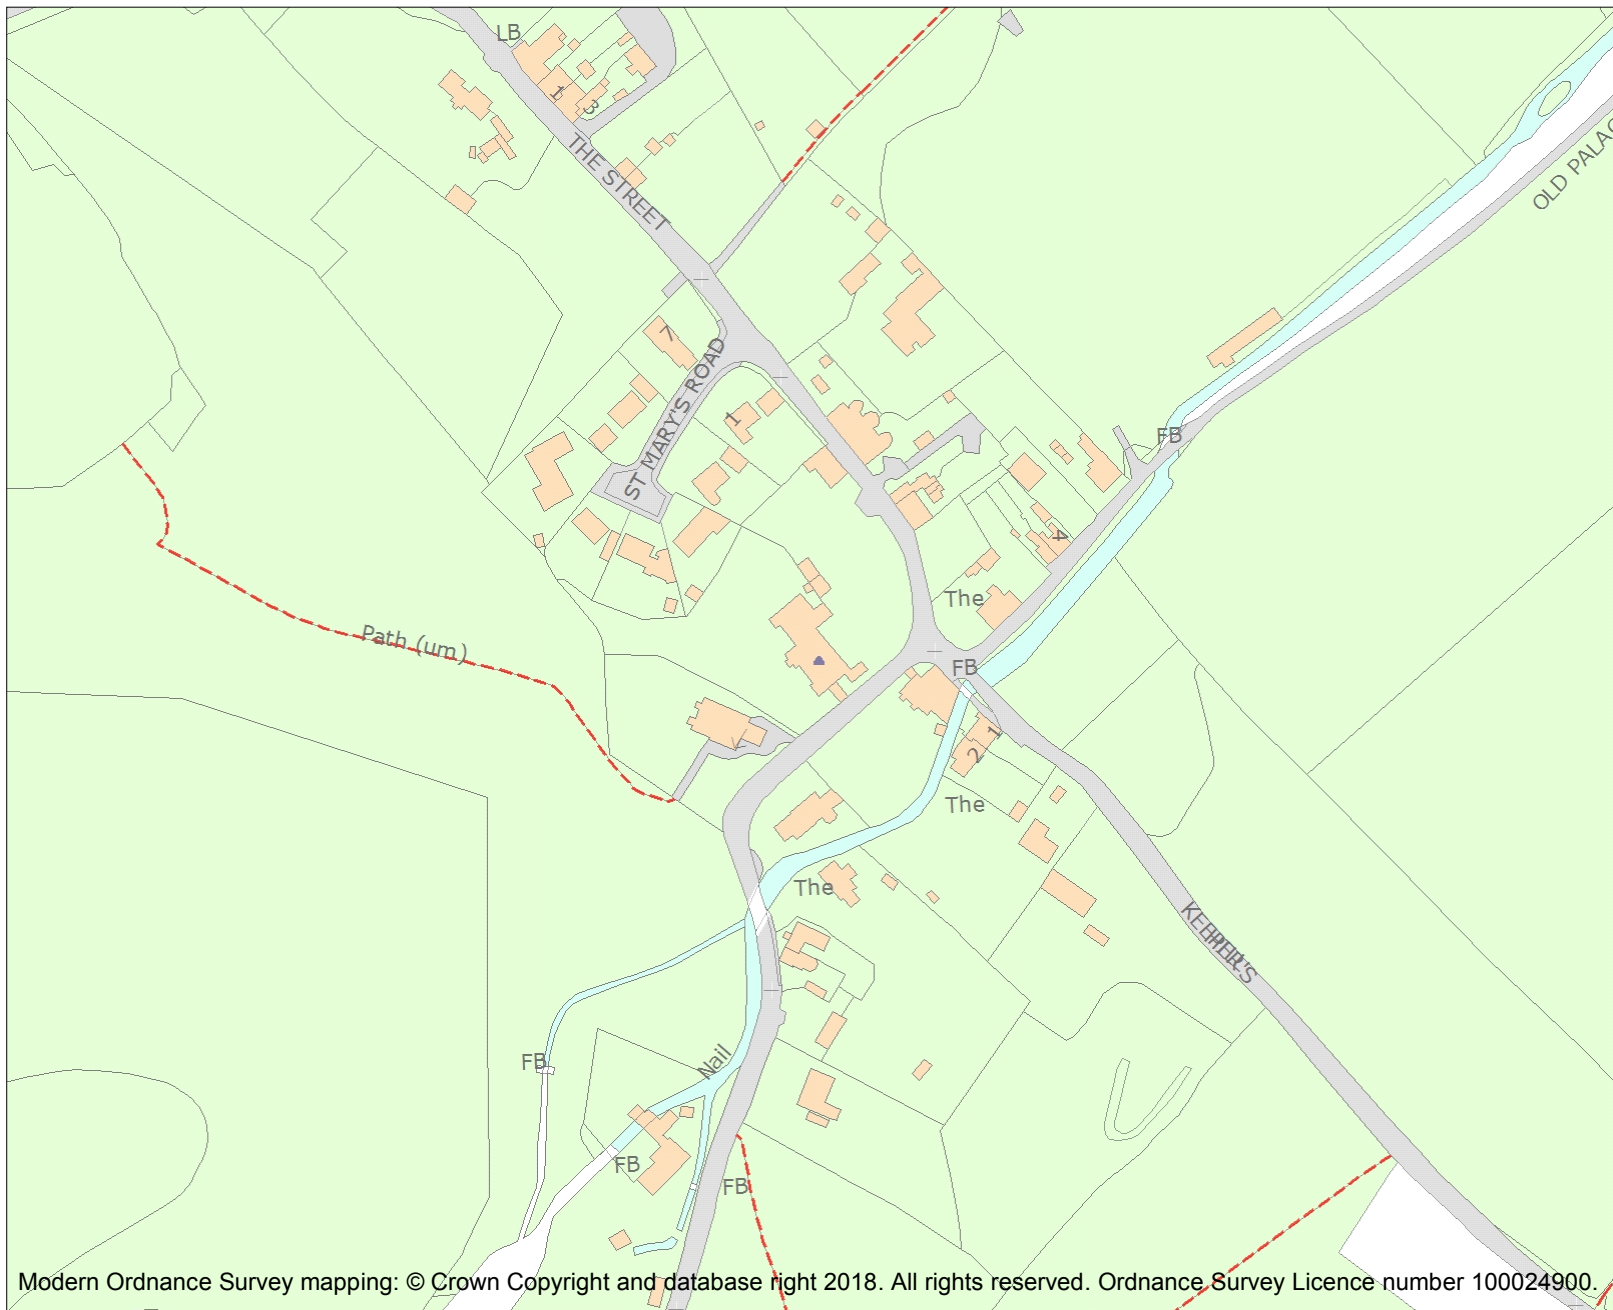 LB
1
3
THE STREET
OLD PALAC
7
ST MARY'S ROAD
1
FB
4
The
Path (um)
FB
1
2
The
The
KEEPER'S
Nail
FB
FB
FB
Modern Ordnance Survey mapping: © Crown Copyright and database right 2018. All rights reserved. Ordnance Survey Licence number 100024900.